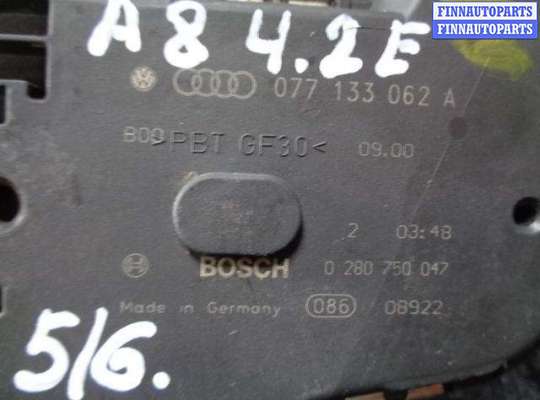 FINNAUTOPARTS
FINNAUTOPARTS
A8 4.2E
077 133 062 A
>PBT GF30< 09.00
2 03:48
BOSCH 0 280 750 047
Made in Germany 086 08922
5/6.